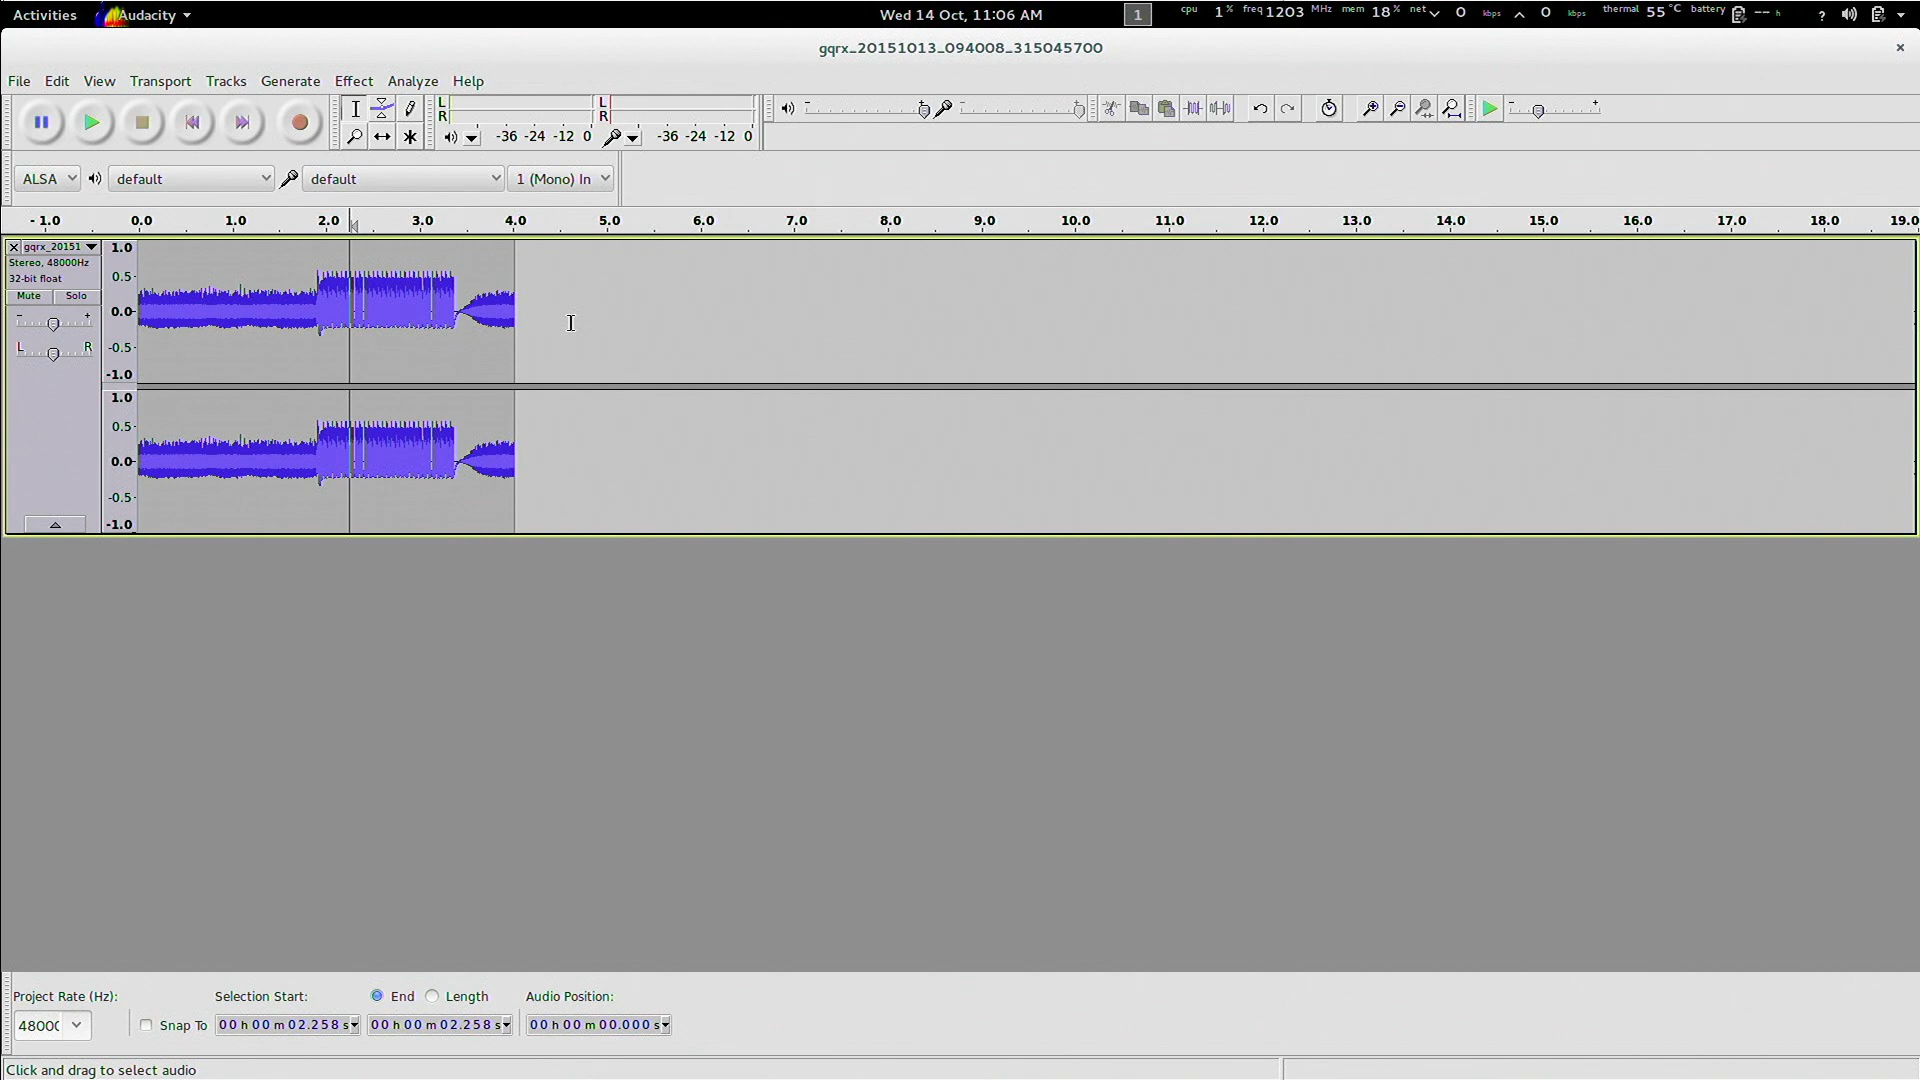 Activities Audacity Wed 14 Oct, 11:06 AM 1 cpu 1 % freq 1203 MHz mem 18 % net 0 kbps 0 kbps thermal 55 °C battery -- h ?
gqrx_20151013_094008_315045700 ×
File Edit View Transport Tracks Generate Effect Analyze Help
L R L R - + - + - +
-36 -24 -12 0 -36 -24 -12 0
ALSA default default 1 (Mono) In
- 1.0 0.0 1.0 2.0 3.0 4.0 5.0 6.0 7.0 8.0 9.0 10.0 11.0 12.0 13.0 14.0 15.0 16.0 17.0 18.0 19.0
× gqrx_20151 1.0
Stereo, 48000Hz
32-bit float 0.5
Mute Solo
- + 0.0
L R -0.5
-1.0
1.0
0.5
0.0
-0.5
-1.0
Project Rate (Hz): Selection Start: End Length Audio Position:
4800 Snap To 00 h 00 m 02.258 s 00 h 00 m 02.258 s 00 h 00 m 00.000 s
Click and drag to select audio